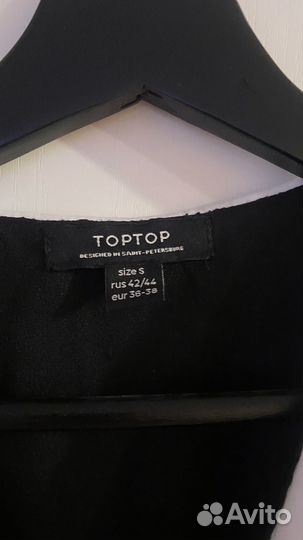 TOPTOP
DESIGNED IN SAINT-PETERSBURG
size s
rus 42/44
eur 36-38
Avito